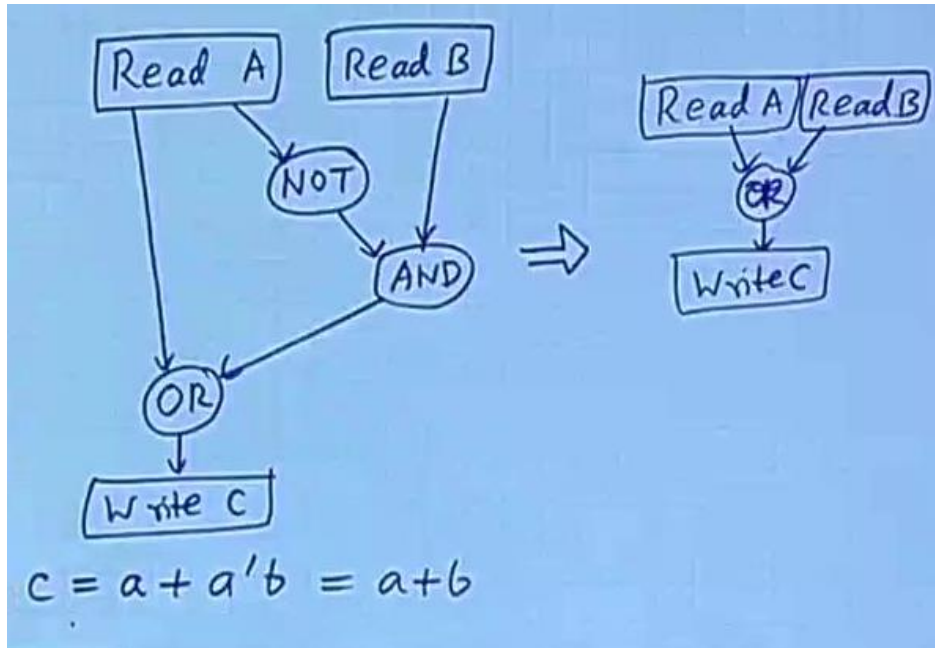 Read A
Read B
NOT
AND
OR
Write C
c = a + a'b = a+b
⇒
Read A
Read B
OR
Write C